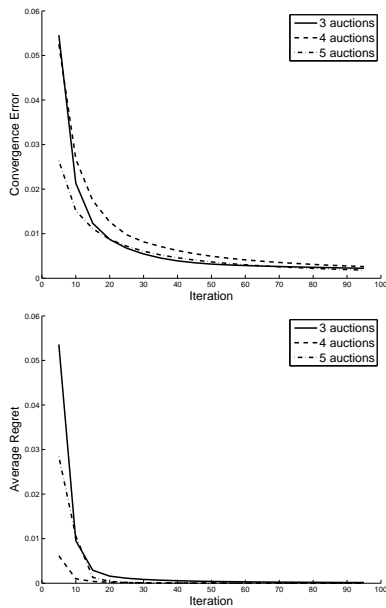 0.06
0.05
0.04
0.03
0.02
0.01
0
Convergence Error
3 auctions
4 auctions
5 auctions
0 10 20 30 40 50 60 70 80 90 100
Iteration
0.06
0.05
0.04
0.03
0.02
0.01
0
Average Regret
3 auctions
4 auctions
5 auctions
0 10 20 30 40 50 60 70 80 90 100
Iteration